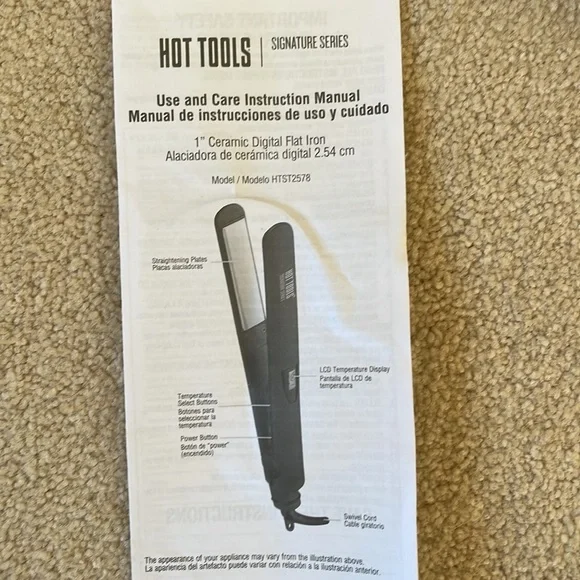 HOT TOOLS | SIGNATURE SERIES
Use and Care Instruction Manual
Manual de instrucciones de uso y cuidado
1" Ceramic Digital Flat Iron
Alaciadora de cerámica digital 2.54 cm
Model / Modelo HTST2578
Straightening Plates
Placas alaciadoras
HOT TOOLS
LCD Temperature Display
Pantalla de LCD de
temperatura
Temperature
Select Buttons
Botones para
seleccionar la
temperatura
Power Button
Botón de "power"
(encendido)
Swivel Cord
Cable giratorio
The appearance of your appliance may vary from the illustration above.
La apariencia del artefacto puede variar con relación a la ilustración anterior.